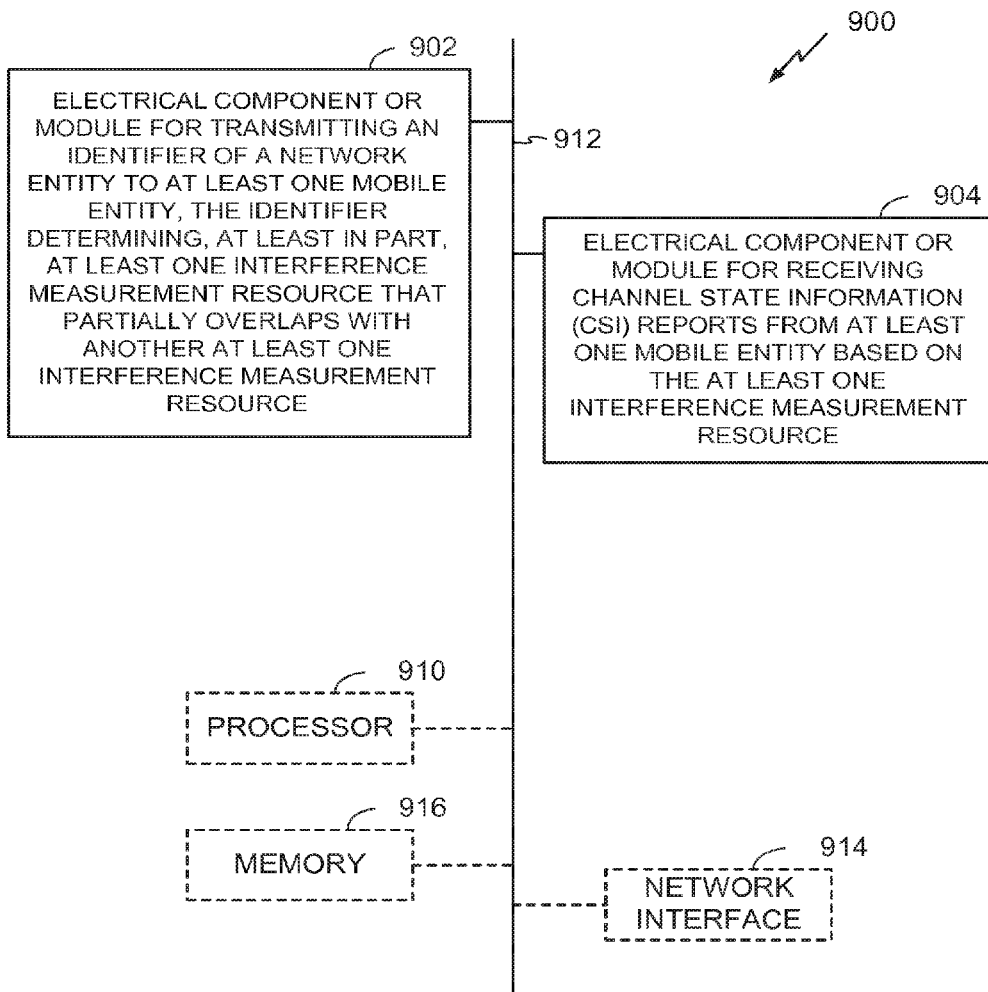 900
902
ELECTRICAL COMPONENT OR
MODULE FOR TRANSMITTING AN
IDENTIFIER OF A NETWORK
ENTITY TO AT LEAST ONE MOBILE
ENTITY, THE IDENTIFIER
DETERMINING, AT LEAST IN PART,
AT LEAST ONE INTERFERENCE
MEASUREMENT RESOURCE THAT
PARTIALLY OVERLAPS WITH
ANOTHER AT LEAST ONE
INTERFERENCE MEASUREMENT
RESOURCE
912
904
ELECTRICAL COMPONENT OR
MODULE FOR RECEIVING
CHANNEL STATE INFORMATION
(CSI) REPORTS FROM AT LEAST
ONE MOBILE ENTITY BASED ON
THE AT LEAST ONE
INTERFERENCE MEASUREMENT
RESOURCE
910
PROCESSOR
916
MEMORY
914
NETWORK
INTERFACE